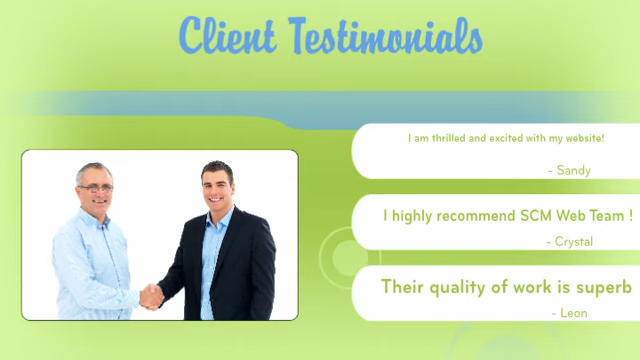 Client Testimonials
I am thrilled and excited with my website!
- Sandy
I highly recommend SCM Web Team !
- Crystal
Their quality of work is superb
- Leon